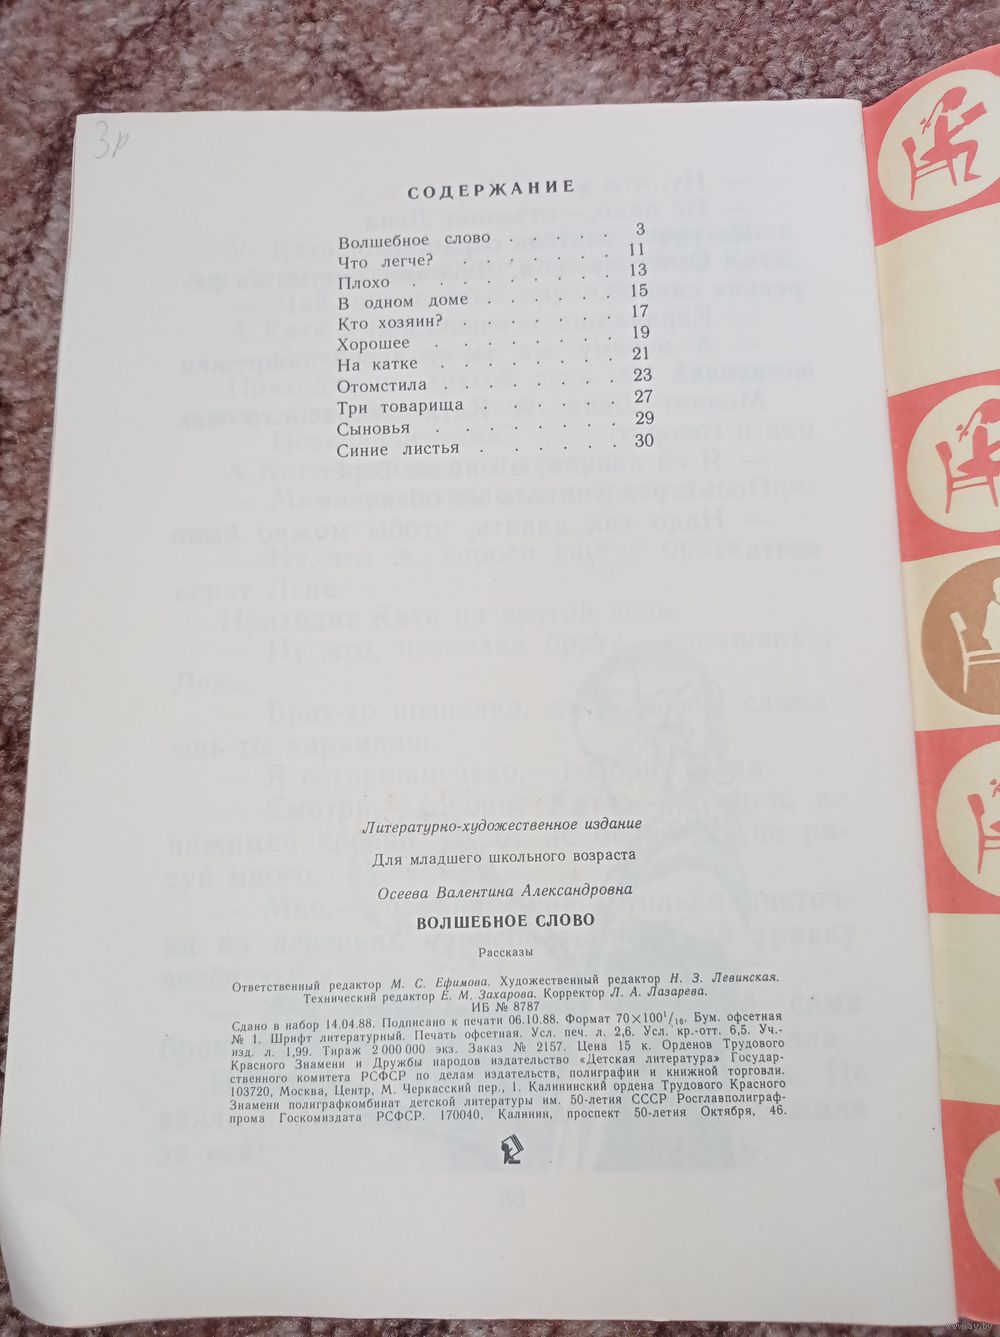 3р
СОДЕРЖАНИЕ
Волшебное слово . . . . . . 3
Что легче? . . . . . . 11
Плохо . . . . . . . . 13
В одном доме . . . . . . 15
Кто хозяин? . . . . . . 17
Хорошее . . . . . . . . 19
На катке . . . . . . . 21
Отомстила . . . . . . . 23
Три товарища . . . . . . 27
Сыновья . . . . . . . . 29
Синие листья . . . . . . 30
Литературно-художественное издание
Для младшего школьного возраста
Осеева Валентина Александровна
ВОЛШЕБНОЕ СЛОВО
Рассказы
Ответственный редактор М. С. Ефимова. Художественный редактор Н. З. Левинская.
Технический редактор Е. М. Захарова. Корректор Л. А. Лазарева.
ИБ № 8787
Сдано в набор 14.04.88. Подписано к печати 06.10.88. Формат 70×100¹/₁₆. Бум. офсетная
№ 1. Шрифт литературный. Печать офсетная. Усл. печ. л. 2,6. Усл. кр.-отт. 6,5. Уч.-
изд. л. 1,99. Тираж 2 000 000 экз. Заказ № 2157. Цена 15 к. Орденов Трудового
Красного Знамени и Дружбы народов издательство «Детская литература» Государ-
ственного комитета РСФСР по делам издательств, полиграфии и книжной торговли.
103720, Москва, Центр, М. Черкасский пер., 1. Калининский ордена Трудового Красного
Знамени полиграфкомбинат детской литературы им. 50-летия СССР Росглавполиграф-
прома Госкомиздата РСФСР. 170040, Калинин, проспект 50-летия Октября, 46.
www.ay.by